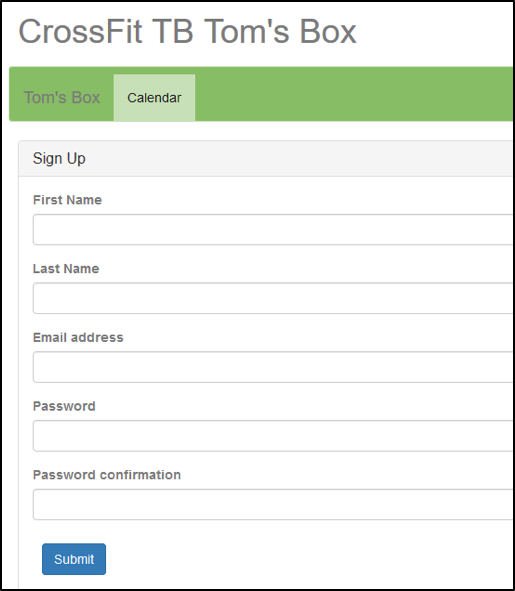 CrossFit TB Tom's Box
Tom's Box Calendar
Sign Up
First Name
Last Name
Email address
Password
Password confirmation
Submit